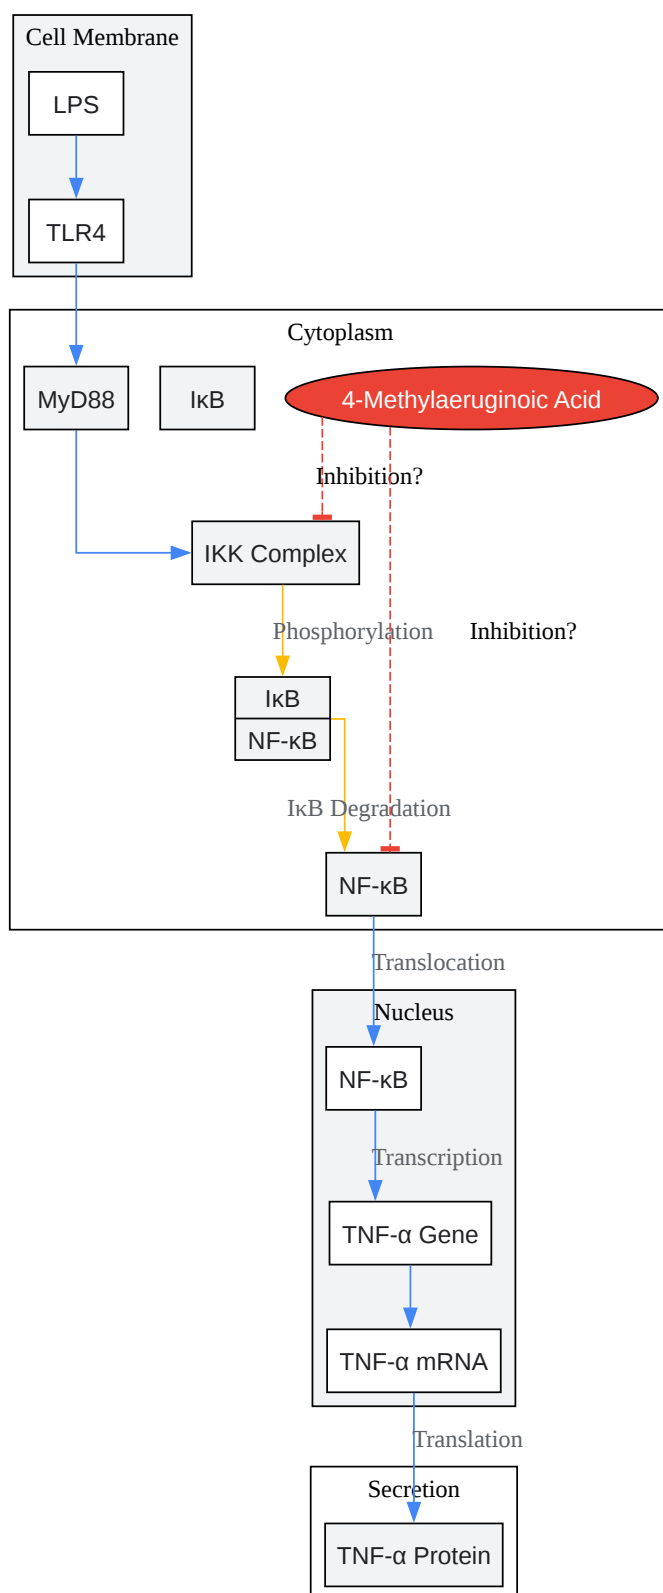 Cell Membrane
LPS
TLR4
Cytoplasm
MyD88
IκB
4-Methylaeruginoic Acid
Inhibition?
IKK Complex
Phosphorylation
Inhibition?
IκB
NF-κB
IκB Degradation
NF-κB
Translocation
Nucleus
NF-κB
Transcription
TNF-α Gene
TNF-α mRNA
Translation
Secretion
TNF-α Protein